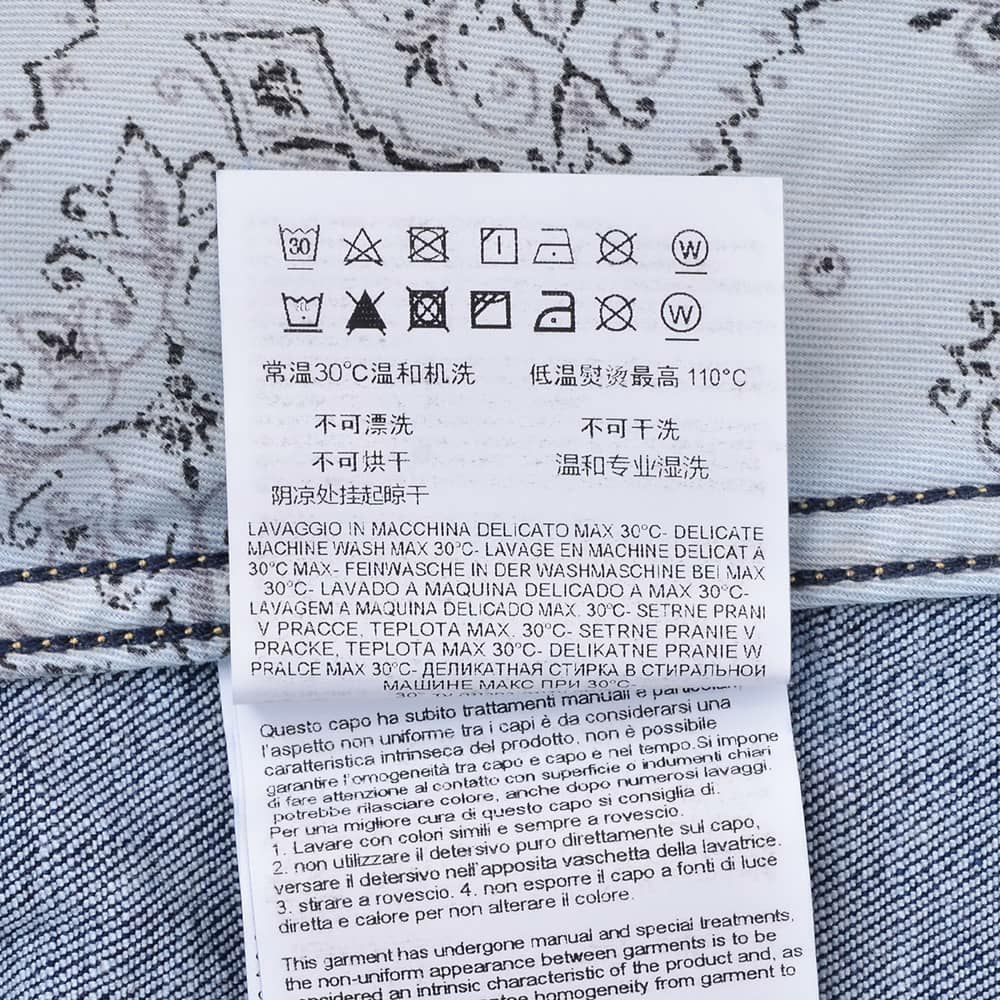 30 W
W
常温30℃温和机洗 低温熨烫最高 110°C
不可漂洗 不可干洗
不可烘干 温和专业湿洗
阴凉处挂起晾干
LAVAGGIO IN MACCHINA DELICATO MAX 30°C- DELICATE
MACHINE WASH MAX 30°C- LAVAGE EN MACHINE DELICAT A
30°C MAX- FEINWASCHE IN DER WASHMASCHINE BEI MAX
30°C- LAVADO A MAQUINA DELICADO A MAX 30°C-
LAVAGEM A MAQUINA DELICADO MAX. 30°C- SETRNE PRANI
V PRACCE, TEPLOTA MAX. 30°C- SETRNE PRANIE V
PRACKE, TEPLOTA MAX. 30°C- DELIKATNE PRANIE W
PRALCE MAX 30°C- ДЕЛИКАТНАЯ СТИРКА В СТИРАЛЬНОЙ
МАШИНЕ МАКС ПРИ 30°C-
Questo capo ha subito trattamenti manuali e particolari,
l'aspetto non uniforme tra i capi è da considerarsi una
caratteristica intrinseca del prodotto, non è possibile
garantire l'omogeneità tra capo e capo e nel tempo.Si impone
di fare attenzione al contatto con superficie o indumenti chiari
potrebbe rilasciare colore, anche dopo numerosi lavaggi.
Per una migliore cura di questo capo si consiglia di:
1. Lavare con colori simili e sempre a rovescio.
2. non utilizzare il detersivo puro direttamente sul capo,
versare il detersivo nell'apposita vaschetta della lavatrice.
3. stirare a rovescio. 4. non esporre il capo a fonti di luce
diretta e calore per non alterare il colore.
This garment has undergone manual and special treatments,
the non-uniform appearance between garments is to be
considered an intrinsic characteristic of the product and, as
homogeneity from garment to